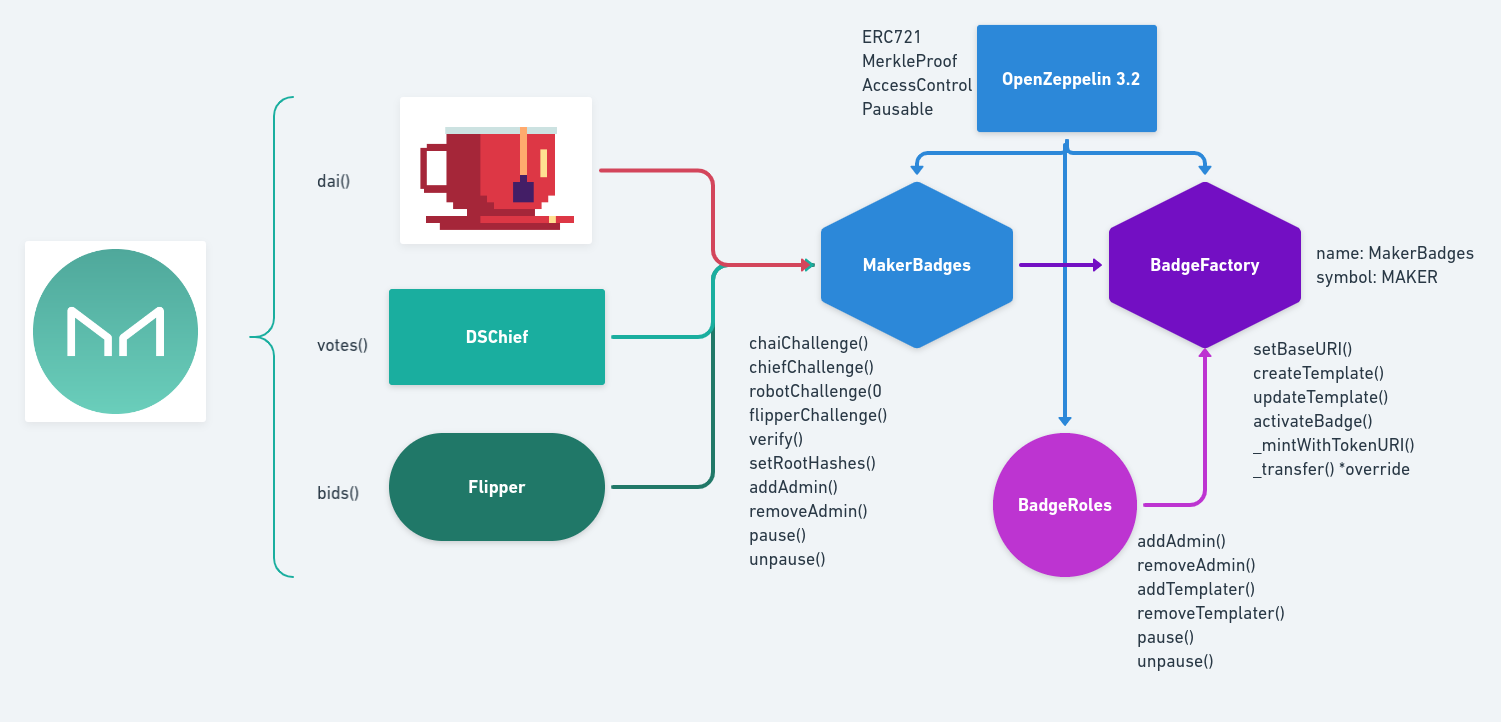 dai()
votes()
bids()
DSChief
Flipper
ERC721
MerkleProof
AccessControl
Pausable
OpenZeppelin 3.2
MakerBadges
chaiChallenge()
chiefChallenge()
robotChallenge(0
flipperChallenge()
verify()
setRootHashes()
addAdmin()
removeAdmin()
pause()
unpause()
BadgeFactory
name: MakerBadges
symbol: MAKER
setBaseURI()
createTemplate()
updateTemplate()
activateBadge()
_mintWithTokenURI()
_transfer() *override
BadgeRoles
addAdmin()
removeAdmin()
addTemplater()
removeTemplater()
pause()
unpause()